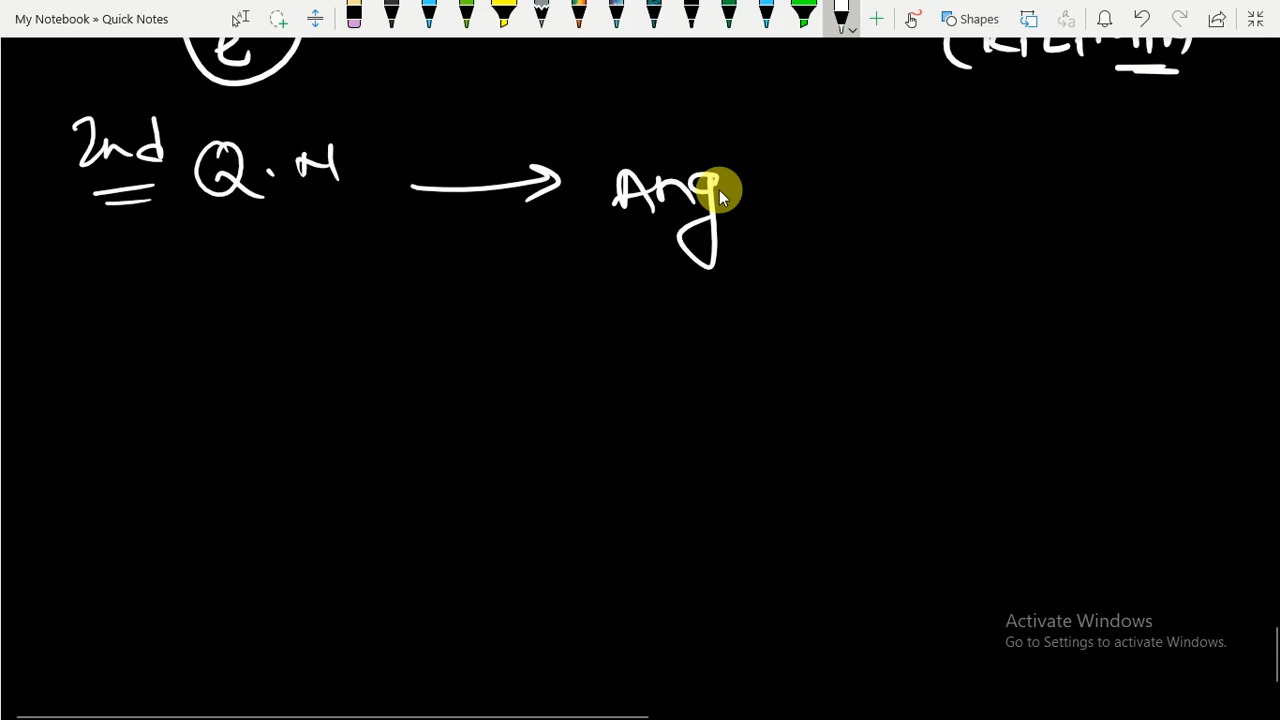 My Notebook » Quick Notes
Shapes
(K, L, M, N)
e
2nd Q.N → Ang
Activate Windows
Go to Settings to activate Windows.